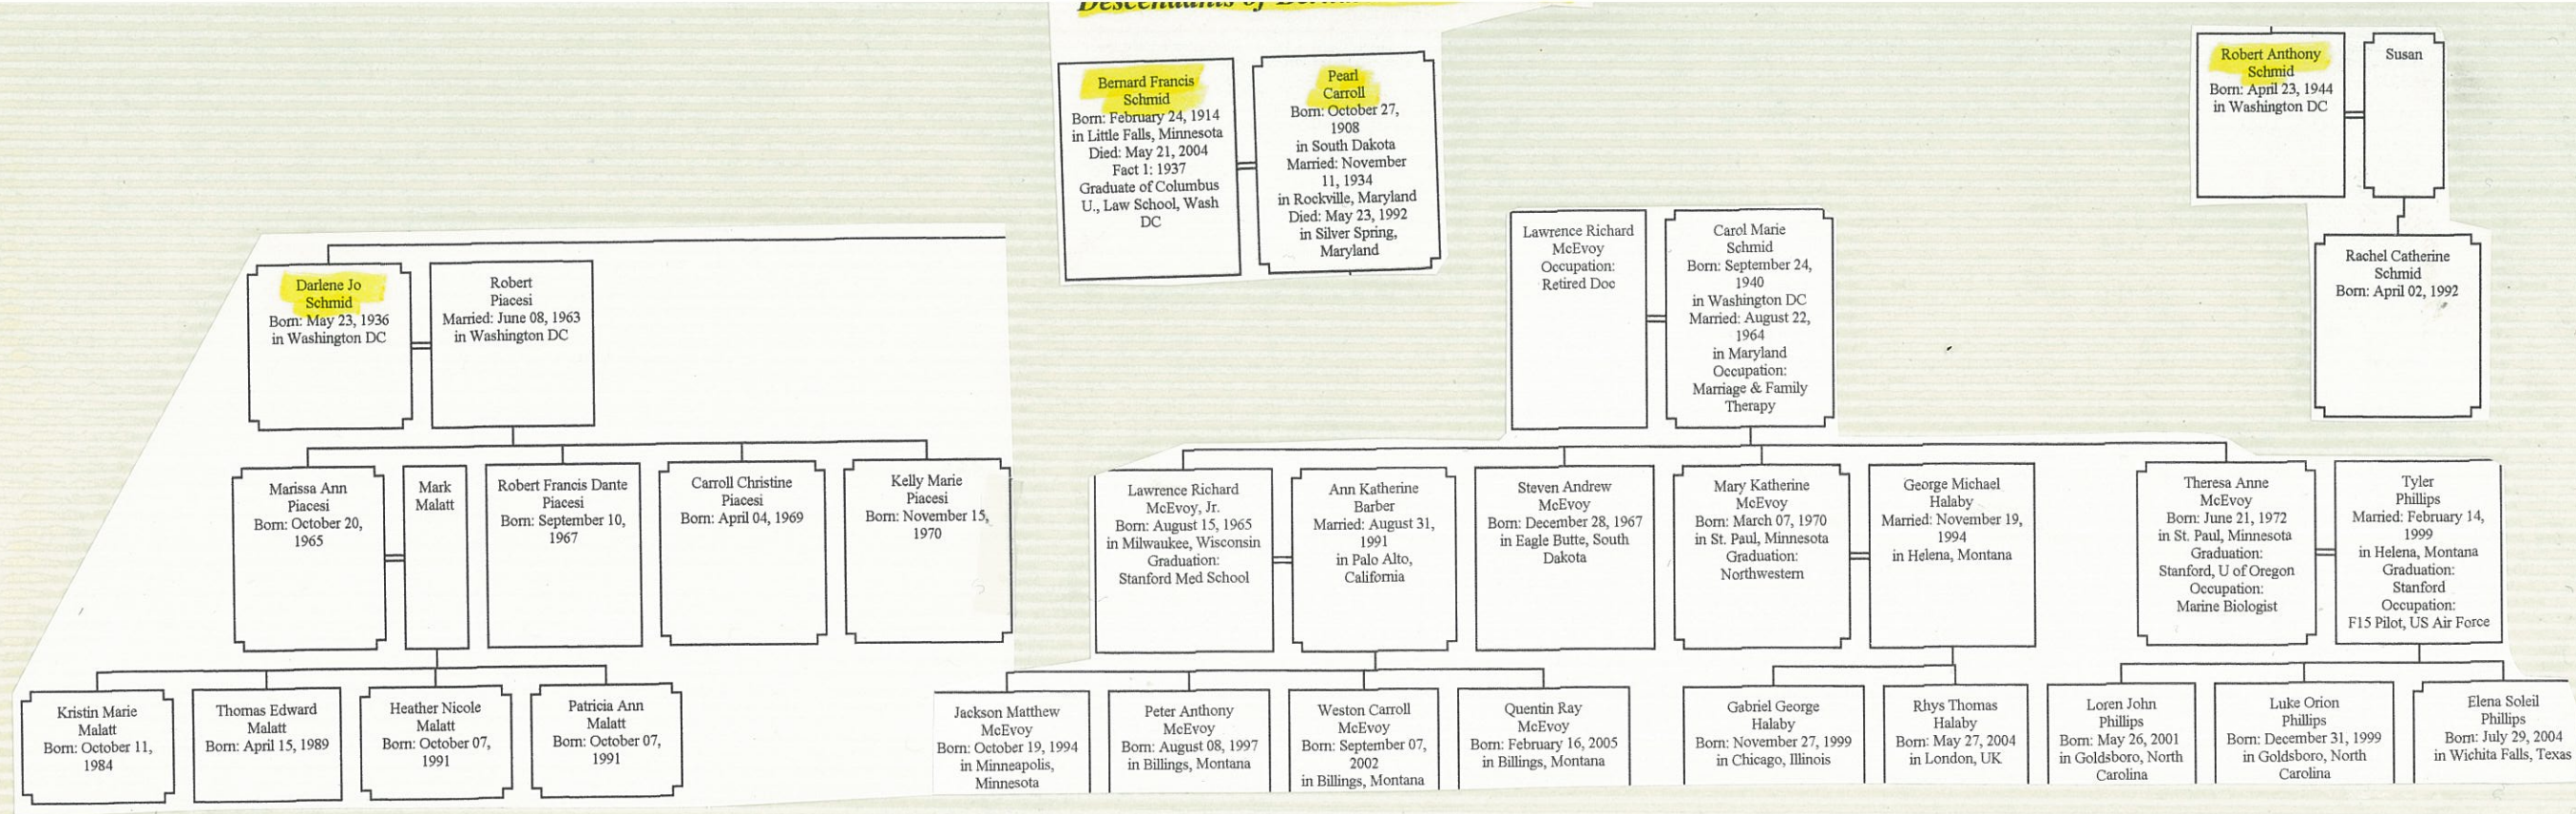 Descendants of
Bernard Francis
Schmid
Born: February 24, 1914
in Little Falls, Minnesota
Died: May 21, 2004
Fact 1: 1937
Graduate of Columbus
U., Law School, Wash
DC
Pearl
Carroll
Born: October 27,
1908
in South Dakota
Married: November
11, 1934
in Rockville, Maryland
Died: May 23, 1992
in Silver Spring,
Maryland
Robert Anthony
Schmid
Born: April 23, 1944
in Washington DC
Susan
Darlene Jo
Schmid
Born: May 23, 1936
in Washington DC
Robert
Piacesi
Married: June 08, 1963
in Washington DC
Lawrence Richard
McEvoy
Occupation:
Retired Doc
Carol Marie
Schmid
Born: September 24,
1940
in Washington DC
Married: August 22,
1964
in Maryland
Occupation:
Marriage & Family
Therapy
Rachel Catherine
Schmid
Born: April 02, 1992
Marissa Ann
Piacesi
Born: October 20,
1965
Mark
Malatt
Robert Francis Dante
Piacesi
Born: September 10,
1967
Carroll Christine
Piacesi
Born: April 04, 1969
Kelly Marie
Piacesi
Born: November 15,
1970
Lawrence Richard
McEvoy, Jr.
Born: August 15, 1965
in Milwaukee, Wisconsin
Graduation:
Stanford Med School
Ann Katherine
Barber
Married: August 31,
1991
in Palo Alto,
California
Steven Andrew
McEvoy
Born: December 28, 1967
in Eagle Butte, South
Dakota
Mary Katherine
McEvoy
Born: March 07, 1970
in St. Paul, Minnesota
Graduation:
Northwestern
George Michael
Halaby
Married: November 19,
1994
in Helena, Montana
Theresa Anne
McEvoy
Born: June 21, 1972
in St. Paul, Minnesota
Graduation:
Stanford, U of Oregon
Occupation:
Marine Biologist
Tyler
Phillips
Married: February 14,
1999
in Helena, Montana
Graduation:
Stanford
Occupation:
F15 Pilot, US Air Force
Kristin Marie
Malatt
Born: October 11,
1984
Thomas Edward
Malatt
Born: April 15, 1989
Heather Nicole
Malatt
Born: October 07,
1991
Patricia Ann
Malatt
Born: October 07,
1991
Jackson Matthew
McEvoy
Born: October 19, 1994
in Minneapolis,
Minnesota
Peter Anthony
McEvoy
Born: August 08, 1997
in Billings, Montana
Weston Carroll
McEvoy
Born: September 07,
2002
in Billings, Montana
Quentin Ray
McEvoy
Born: February 16, 2005
in Billings, Montana
Gabriel George
Halaby
Born: November 27, 1999
in Chicago, Illinois
Rhys Thomas
Halaby
Born: May 27, 2004
in London, UK
Loren John
Phillips
Born: May 26, 2001
in Goldsboro, North
Carolina
Luke Orion
Phillips
Born: December 31, 1999
in Goldsboro, North
Carolina
Elena Soleil
Phillips
Born: July 29, 2004
in Wichita Falls, Texas